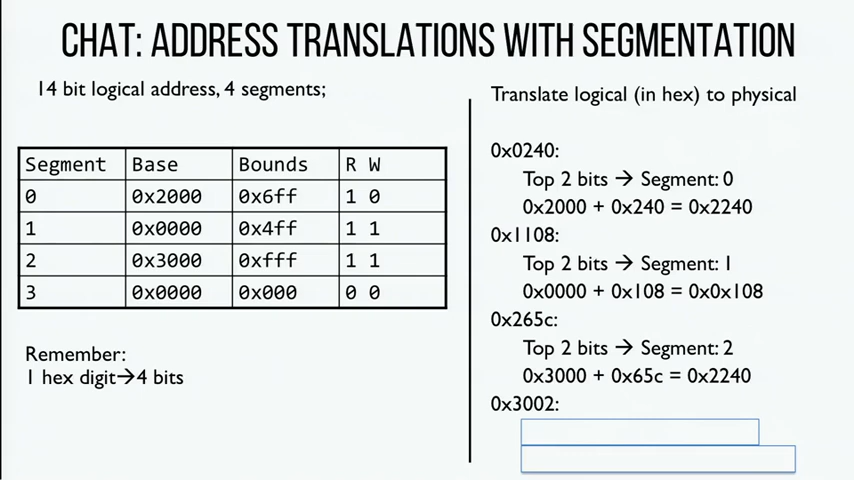 CHAT: ADDRESS TRANSLATIONS WITH SEGMENTATION
14 bit logical address, 4 segments;
Segment Base Bounds R W
0 0x2000 0x6ff 1 0
1 0x0000 0x4ff 1 1
2 0x3000 0xfff 1 1
3 0x0000 0x000 0 0
Remember:
1 hex digit→4 bits
Translate logical (in hex) to physical
0x0240:
Top 2 bits → Segment: 0
0x2000 + 0x240 = 0x2240
0x1108:
Top 2 bits → Segment: 1
0x0000 + 0x108 = 0x0x108
0x265c:
Top 2 bits → Segment: 2
0x3000 + 0x65c = 0x2240
0x3002: